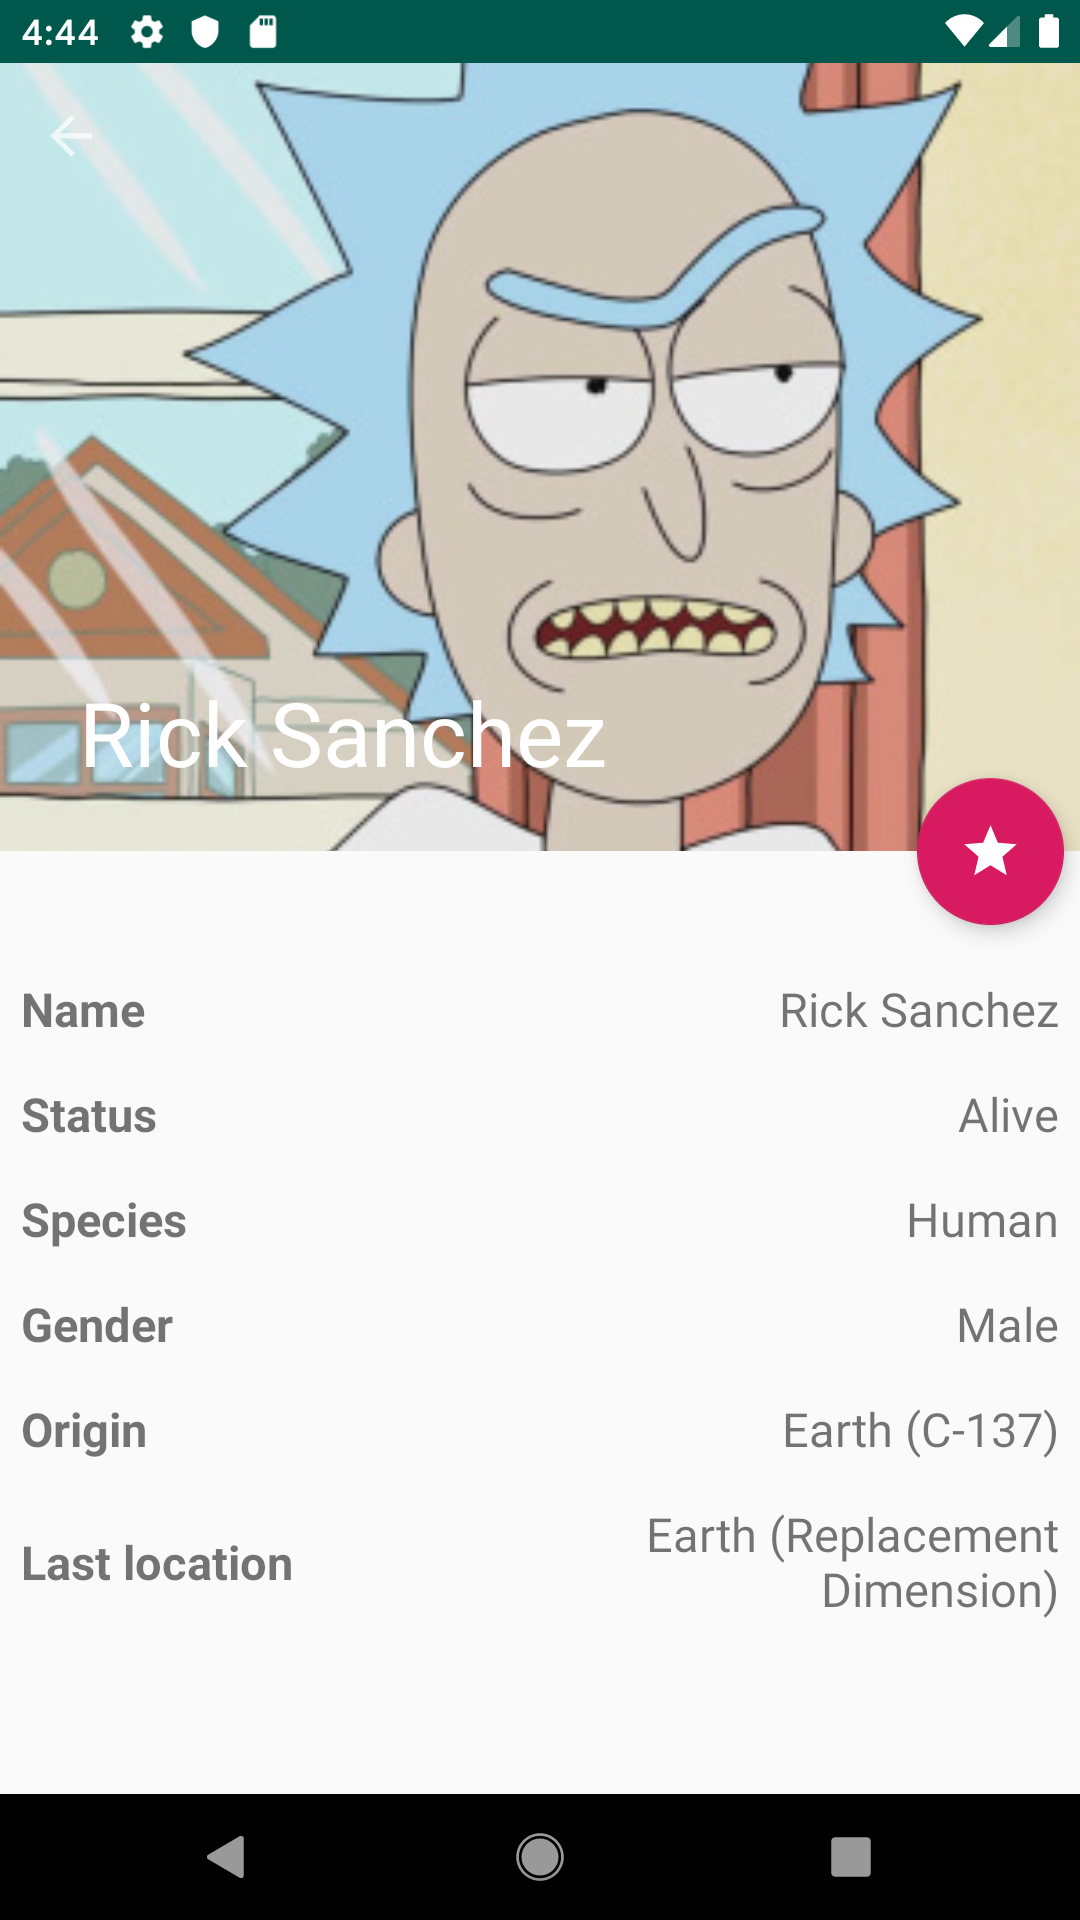 4:44
Rick Sanchez
Name Rick Sanchez
Status Alive
Species Human
Gender Male
Origin Earth (C-137)
Last location Earth (Replacement
Dimension)